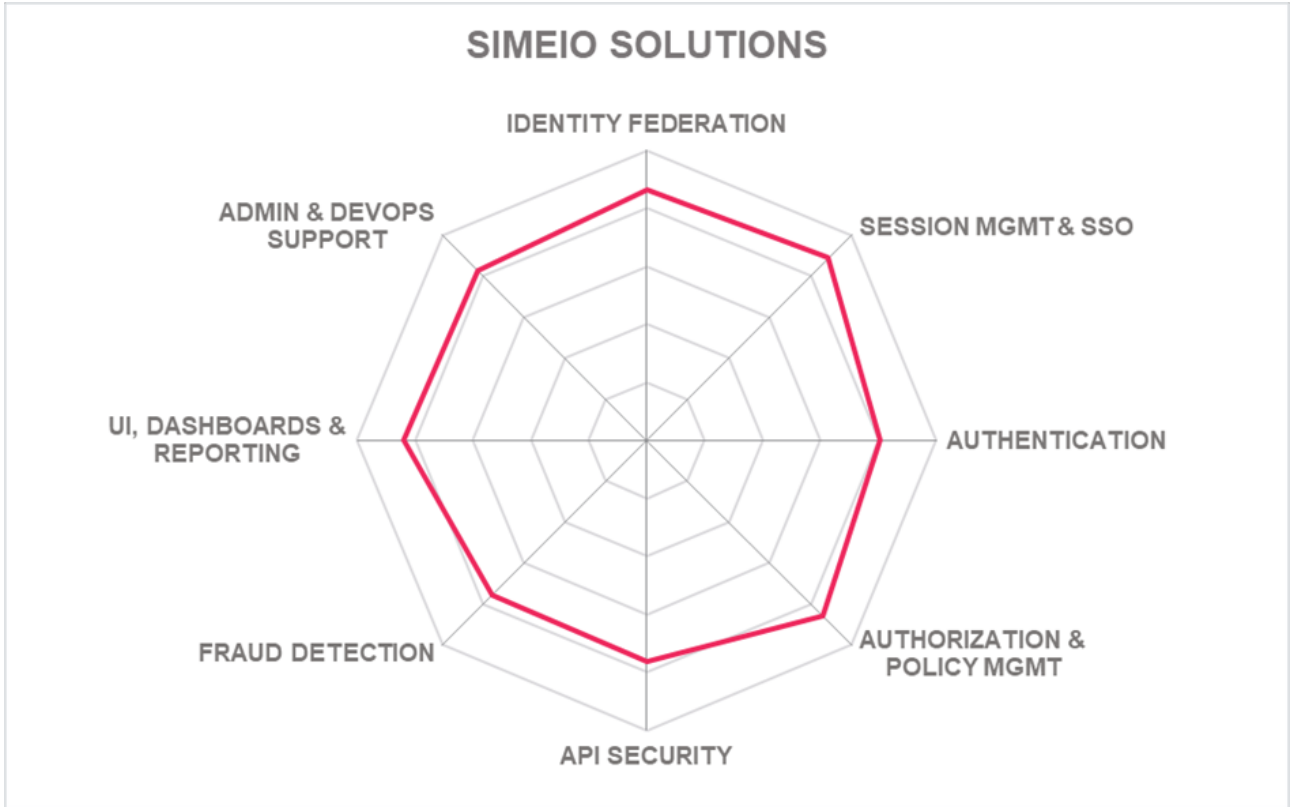 SIMEIO SOLUTIONS
IDENTITY FEDERATION
ADMIN & DEVOPS
SUPPORT
SESSION MGMT & SSO
UI, DASHBOARDS &
REPORTING
AUTHENTICATION
FRAUD DETECTION
AUTHORIZATION &
POLICY MGMT
API SECURITY